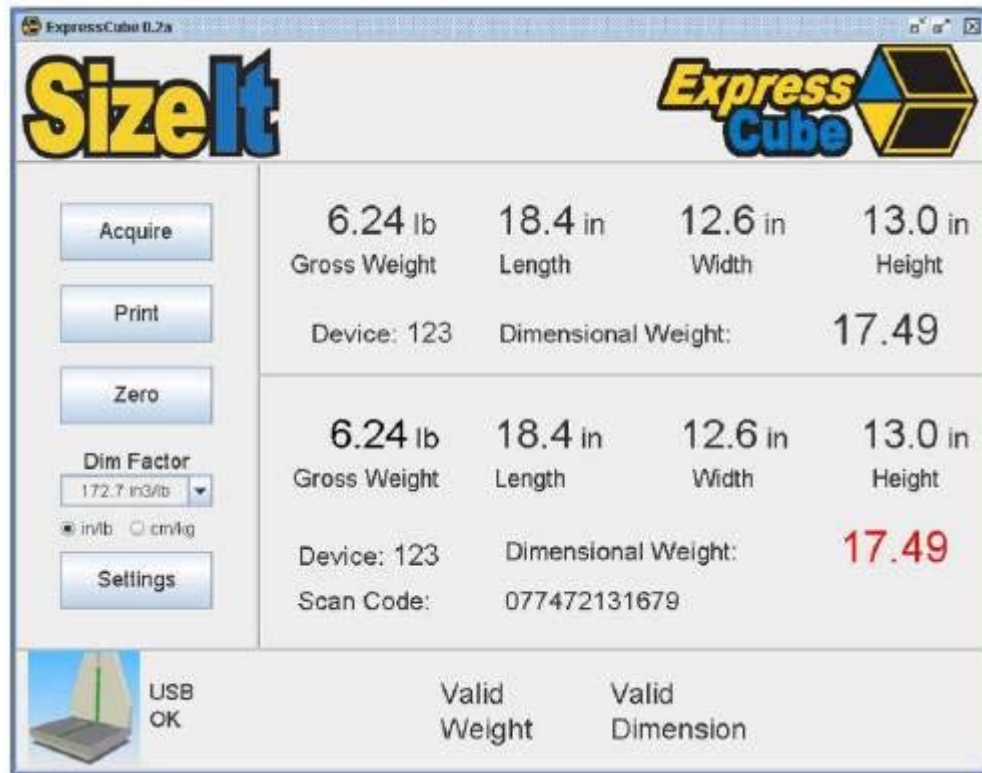 ExpressCube 0.2a
SizeIt
Express
Cube
Acquire
Print
Zero
Dim Factor
172.7 in3/lb
in/lb cm/kg
Settings
6.24 lb 18.4 in 12.6 in 13.0 in
Gross Weight Length Width Height
Device: 123 Dimensional Weight: 17.49
6.24 lb 18.4 in 12.6 in 13.0 in
Gross Weight Length Width Height
Device: 123 Dimensional Weight: 17.49
Scan Code: 077472131679
USB
OK
Valid
Weight
Valid
Dimension